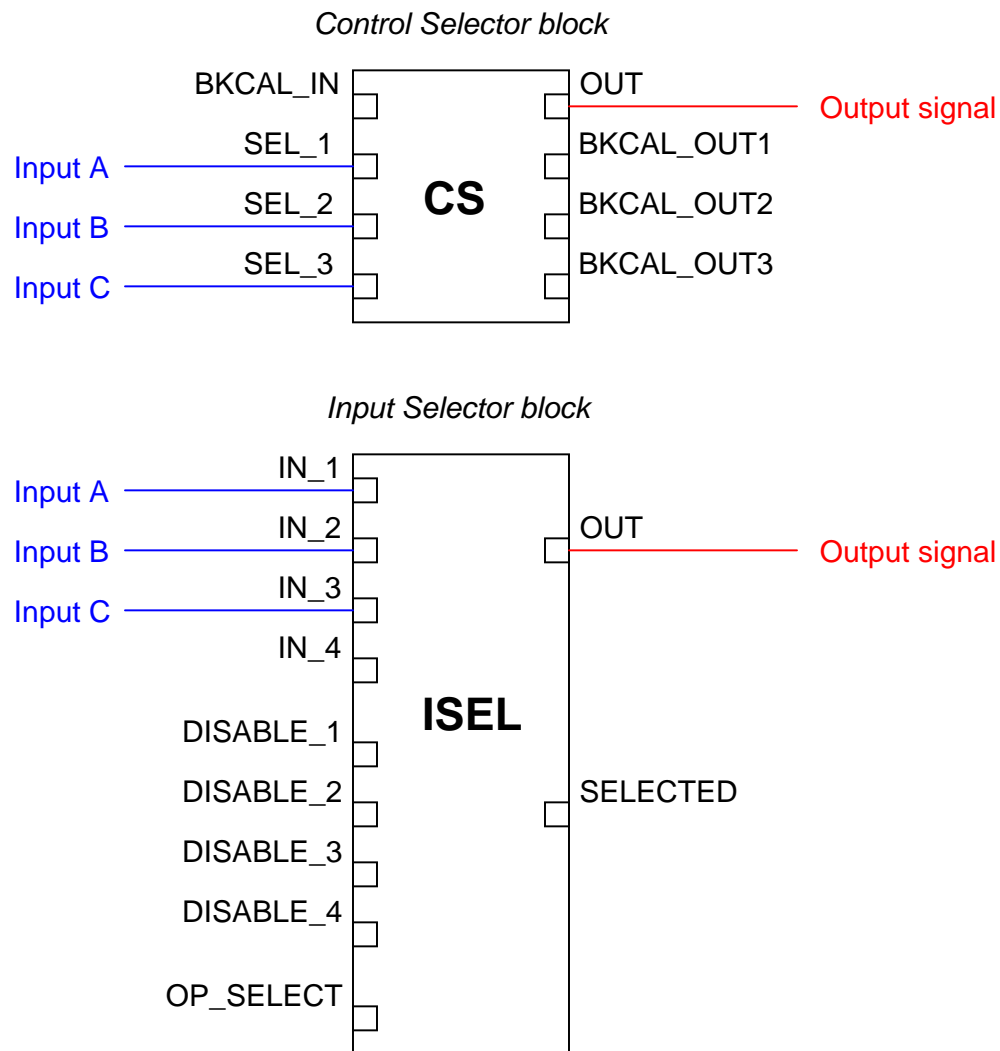 Control Selector block
BKCAL_IN
OUT
Output signal
Input A
SEL_1
BKCAL_OUT1
Input B
SEL_2
CS
BKCAL_OUT2
Input C
SEL_3
BKCAL_OUT3
Input Selector block
Input A
IN_1
Input B
IN_2
OUT
Output signal
Input C
IN_3
IN_4
ISEL
DISABLE_1
DISABLE_2
SELECTED
DISABLE_3
DISABLE_4
OP_SELECT